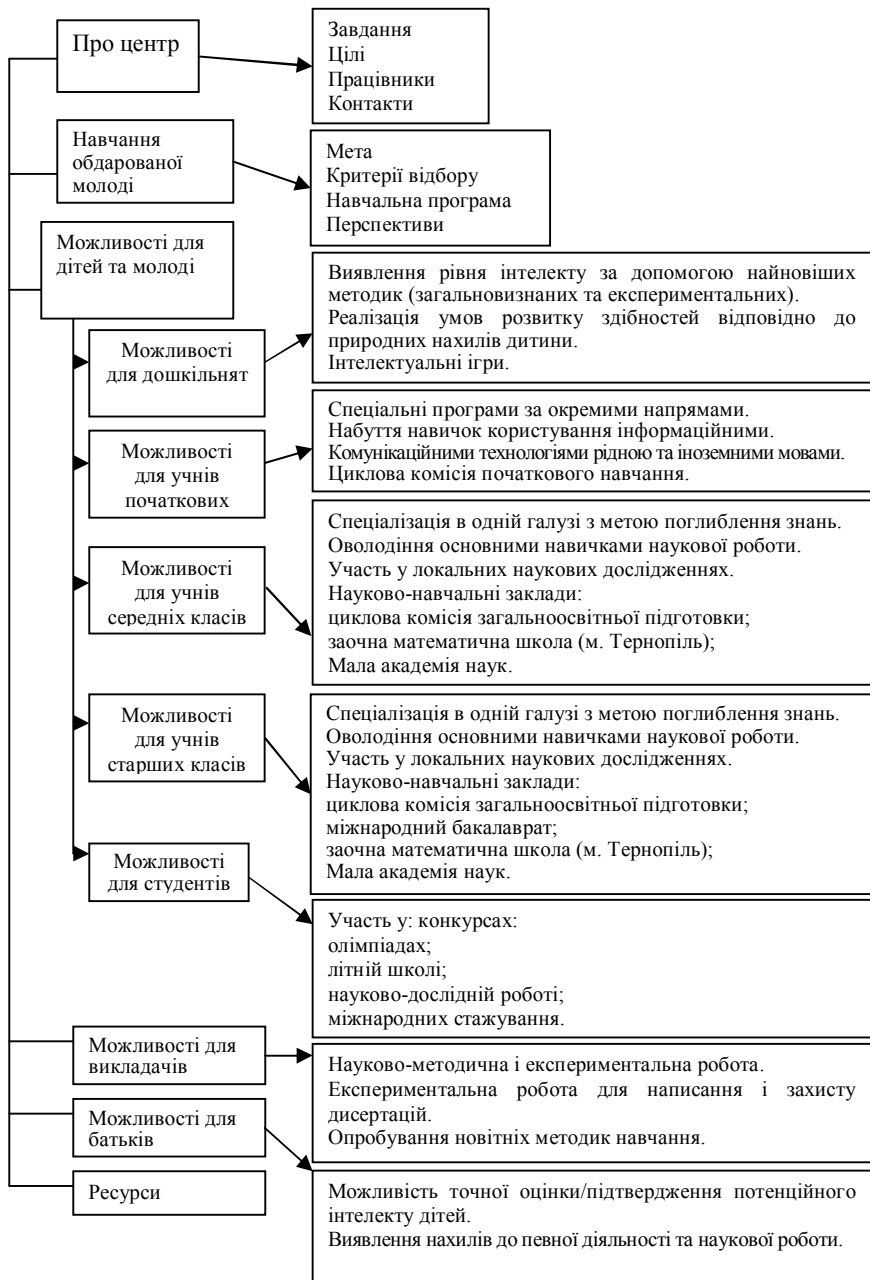 Про центр
Завдання
Цілі
Працівники
Контакти
Навчання
обдарованої
молоді
Мета
Критерії відбору
Навчальна програма
Перспективи
Можливості для
дітей та молоді
Можливості
для дошкільнят
Виявлення рівня інтелекту за допомогою найновіших
методик (загальновизнаних та експериментальних).
Реалізація умов розвитку здібностей відповідно до
природних нахилів дитини.
Інтелектуальні ігри.
Можливості
для учнів
початкових
Спеціальні програми за окремими напрямами.
Набуття навичок користування інформаційними.
Комунікаційними технологіями рідною та іноземними мовами.
Циклова комісія початкового навчання.
Можливості
для учнів
середніх класів
Спеціалізація в одній галузі з метою поглиблення знань.
Оволодіння основними навичками наукової роботи.
Участь у локальних наукових дослідженнях.
Науково-навчальні заклади:
циклова комісія загальноосвітньої підготовки;
заочна математична школа (м. Тернопіль);
Мала академія наук.
Можливості
для учнів
старших класів
Спеціалізація в одній галузі з метою поглиблення знань.
Оволодіння основними навичками наукової роботи.
Участь у локальних наукових дослідженнях.
Науково-навчальні заклади:
циклова комісія загальноосвітньої підготовки;
міжнародний бакалаврат;
заочна математична школа (м. Тернопіль);
Мала академія наук.
Можливості
для студентів
Участь у: конкурсах:
олімпіадах;
літній школі;
науково-дослідній роботі;
міжнародних стажування.
Можливості для
викладачів
Науково-методична і експериментальна робота.
Експериментальна робота для написання і захисту
дисертацій.
Опробування новітніх методик навчання.
Можливості для
батьків
Можливість точної оцінки/підтвердження потенційного
інтелекту дітей.
Виявлення нахилів до певної діяльності та наукової роботи.
Ресурси